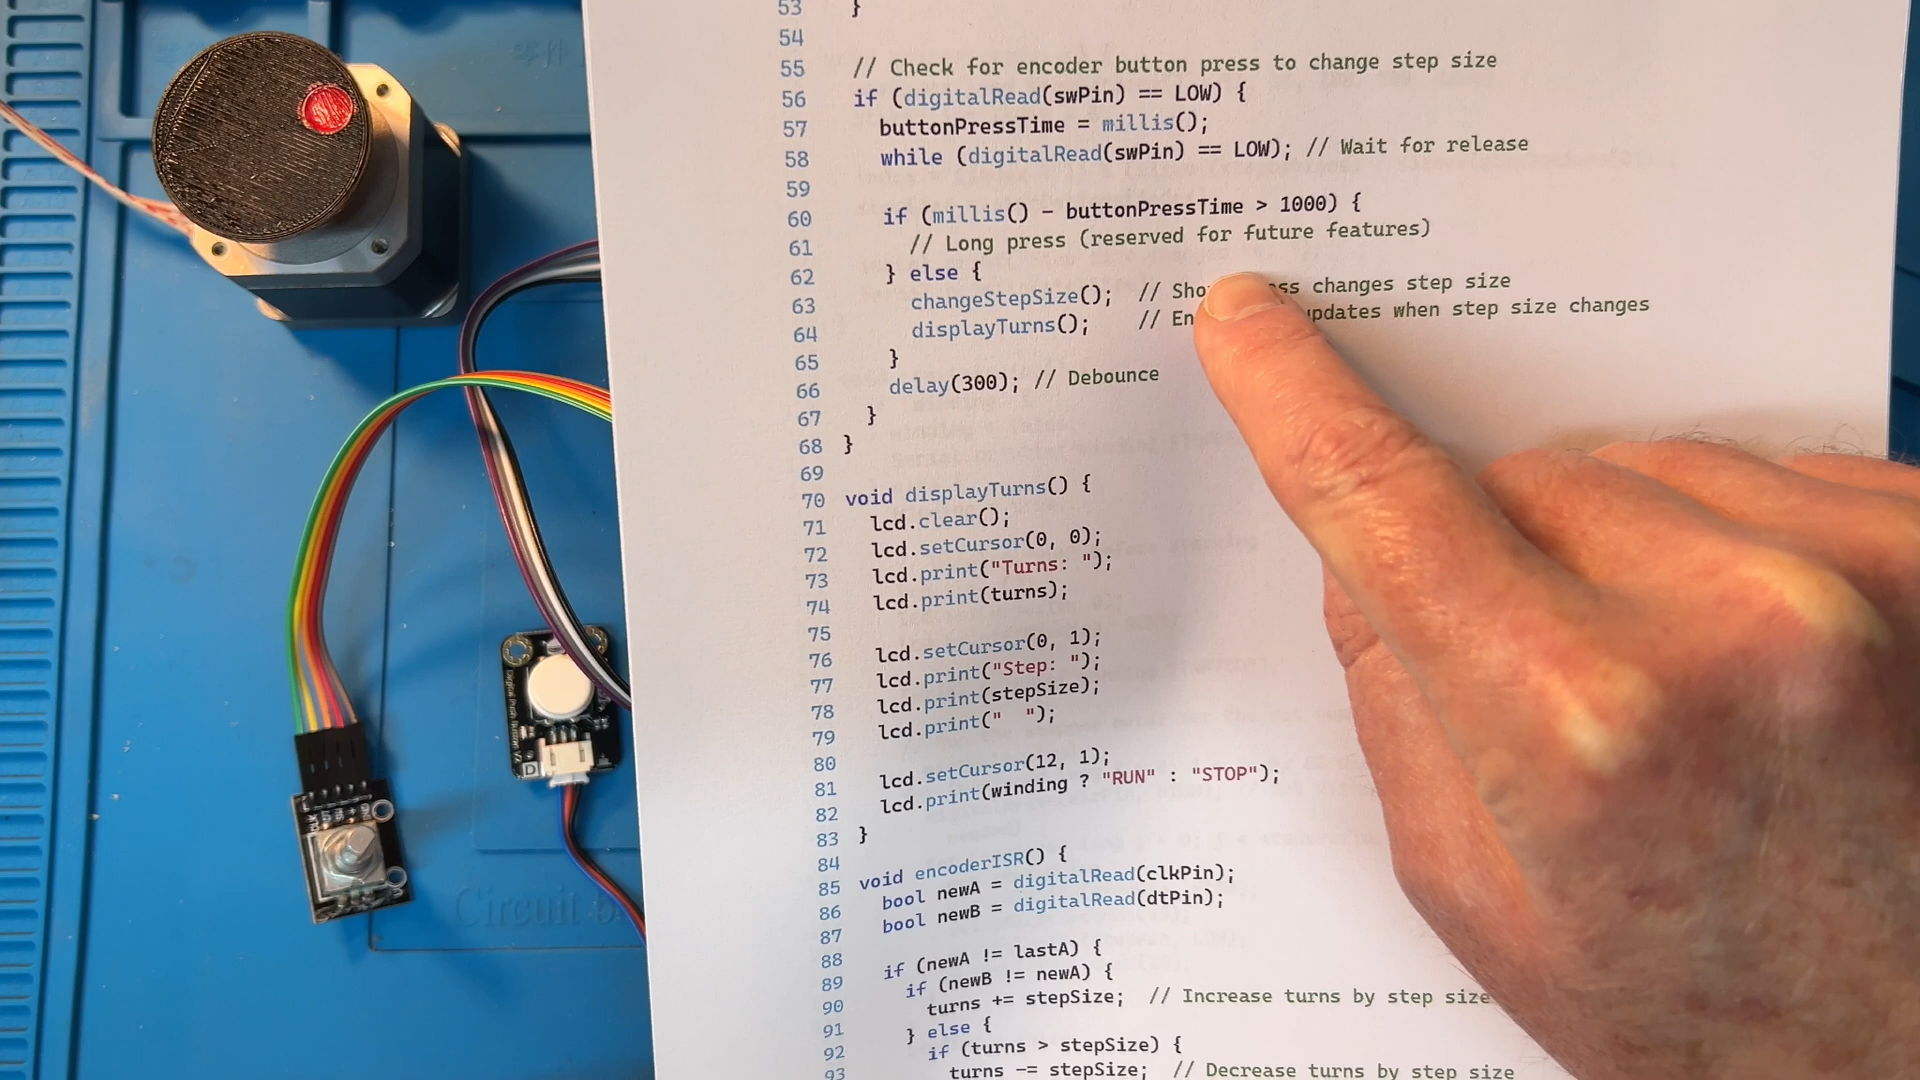 53 }
54
55 // Check for encoder button press to change step size
56 if (digitalRead(swPin) == LOW) {
57 buttonPressTime = millis();
58 while (digitalRead(swPin) == LOW); // Wait for release
59
60 if (millis() - buttonPressTime > 1000) {
61 // Long press (reserved for future features)
62 } else {
63 changeStepSize(); // changes step size
64 displayTurns(); // when step size changes
65 }
66 delay(300); // Debounce
67 }
68 }
69
70 void displayTurns() {
71 lcd.clear();
72 lcd.setCursor(0, 0);
73 lcd.print("Turns: ");
74 lcd.print(turns);
75
76 lcd.setCursor(0, 1);
77 lcd.print("Step: ");
78 lcd.print(stepSize);
79 lcd.print("  ");
80
81 lcd.setCursor(12, 1);
82 lcd.print(winding ? "RUN" : "STOP");
83 }
84
85 void encoderISR() {
86 bool newA = digitalRead(clkPin);
87 bool newB = digitalRead(dtPin);
88
89 if (newA != lastA) {
90 if (newB != newA) {
91 turns += stepSize; // Increase turns by step size
92 } else {
93 if (turns > stepSize) {
turns -= stepSize; // Decrease turns by step size
Circuit
D